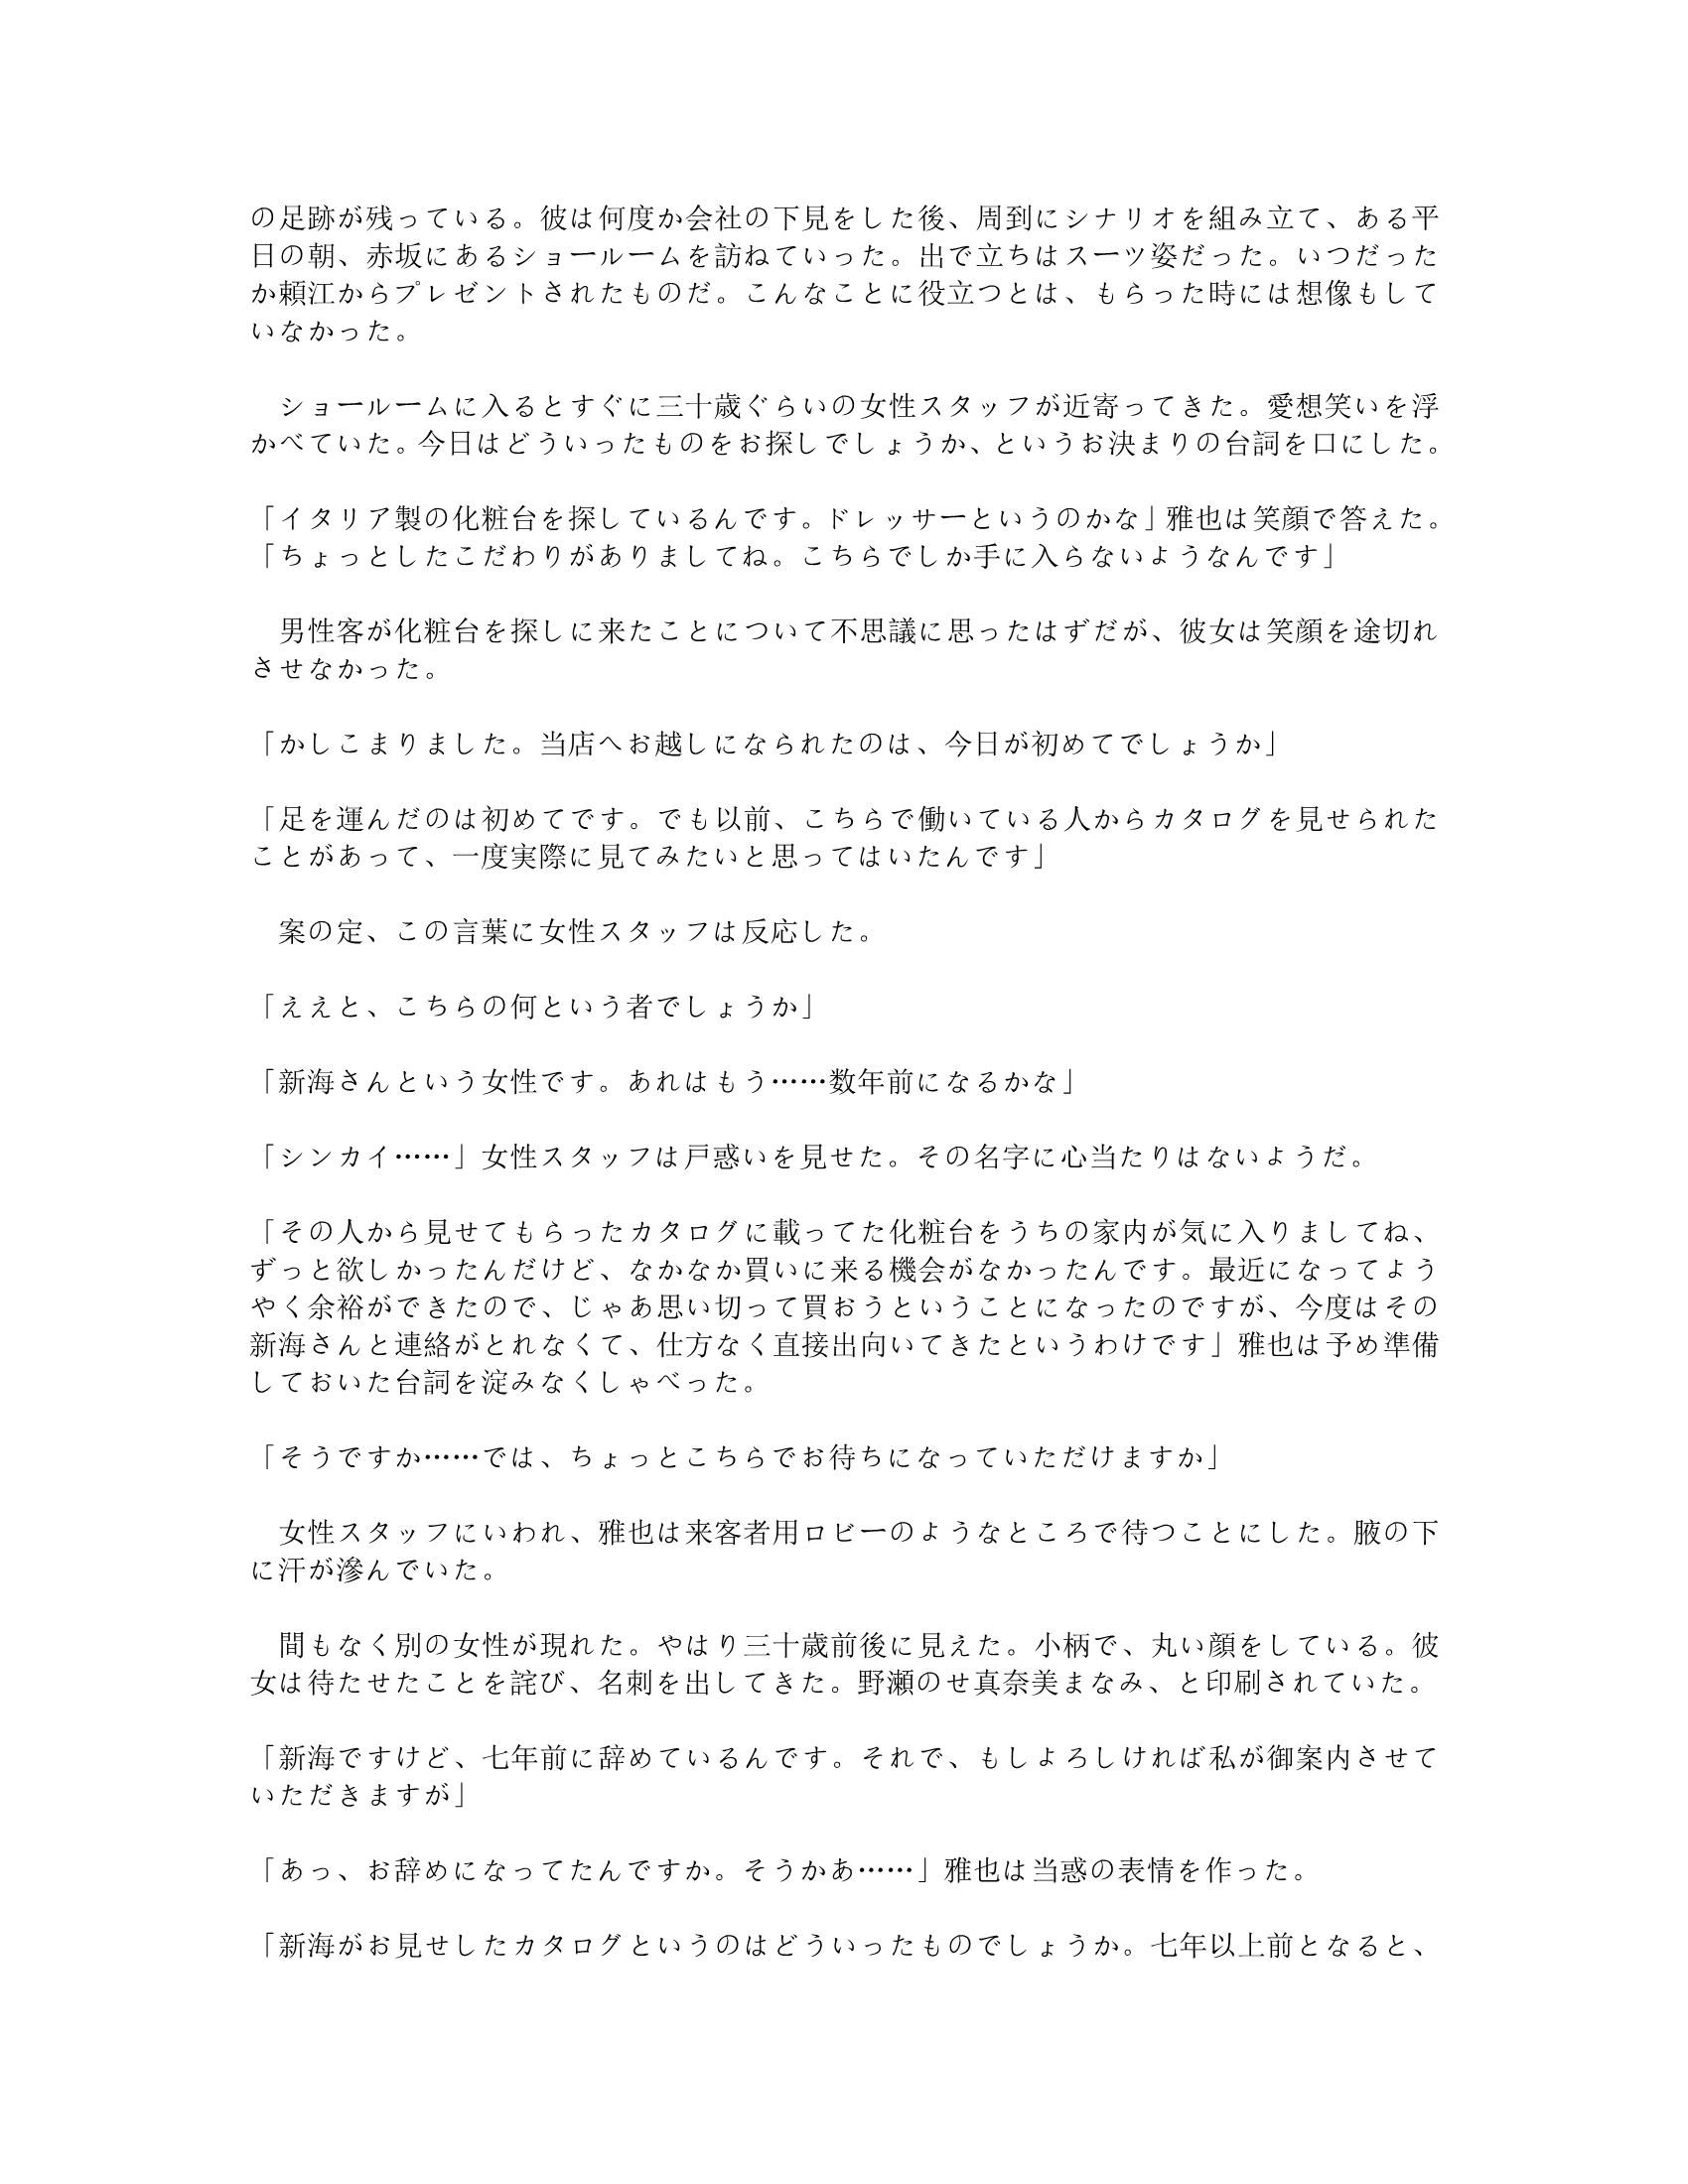 の足跡が残っている。彼は何度か会社の下見をした後、周到にシナリオを組み立て、ある平
日の朝、赤坂にあるショールームを訪ねていった。出で立ちはスーツ姿だった。いつだった
か頼江からプレゼントされたものだ。こんなことに役立つとは、もらった時には想像もして
いなかった。
　ショールームに入るとすぐに三十歳ぐらいの女性スタッフが近寄ってきた。愛想笑いを浮
かべていた。今日はどういったものをお探しでしょうか、というお決まりの台詞を口にした。
「イタリア製の化粧台を探しているんです。ドレッサーというのかな」雅也は笑顔で答えた。
「ちょっとしたこだわりがありましてね。こちらでしか手に入らないようなんです」
　男性客が化粧台を探しに来たことについて不思議に思ったはずだが、彼女は笑顔を途切れ
させなかった。
「かしこまりました。当店へお越しになられたのは、今日が初めてでしょうか」
「足を運んだのは初めてです。でも以前、こちらで働いている人からカタログを見せられた
ことがあって、一度実際に見てみたいと思ってはいたんです」
　案の定、この言葉に女性スタッフは反応した。
「ええと、こちらの何という者でしょうか」
「新海さんという女性です。あれはもう……数年前になるかな」
「シンカイ……」女性スタッフは戸惑いを見せた。その名字に心当たりはないようだ。
「その人から見せてもらったカタログに載ってた化粧台をうちの家内が気に入りましてね、
ずっと欲しかったんだけど、なかなか買いに来る機会がなかったんです。最近になってよう
やく余裕ができたので、じゃあ思い切って買おうということになったのですが、今度はその
新海さんと連絡がとれなくて、仕方なく直接出向いてきたというわけです」雅也は予め準備
しておいた台詞を淀みなくしゃべった。
「そうですか……では、ちょっとこちらでお待ちになっていただけますか」
　女性スタッフにいわれ、雅也は来客者用ロビーのようなところで待つことにした。腋の下
に汗が滲んでいた。
　間もなく別の女性が現れた。やはり三十歳前後に見えた。小柄で、丸い顔をしている。彼
女は待たせたことを詫び、名刺を出してきた。野瀬のせ真奈美まなみ、と印刷されていた。
「新海ですけど、七年前に辞めているんです。それで、もしよろしければ私が御案内させて
いただきますが」
「あっ、お辞めになってたんですか。そうかあ……」雅也は当惑の表情を作った。
「新海がお見せしたカタログというのはどういったものでしょうか。七年以上前となると、